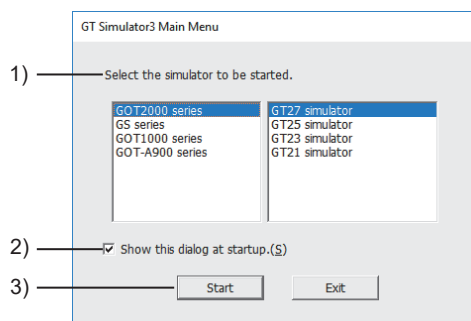 GT Simulator3 Main Menu
1) Select the simulator to be started.
GOT2000 series GT27 simulator
GS series GT25 simulator
GOT1000 series GT23 simulator
GOT-A900 series GT21 simulator
2) Show this dialog at startup.(S)
3) Start Exit